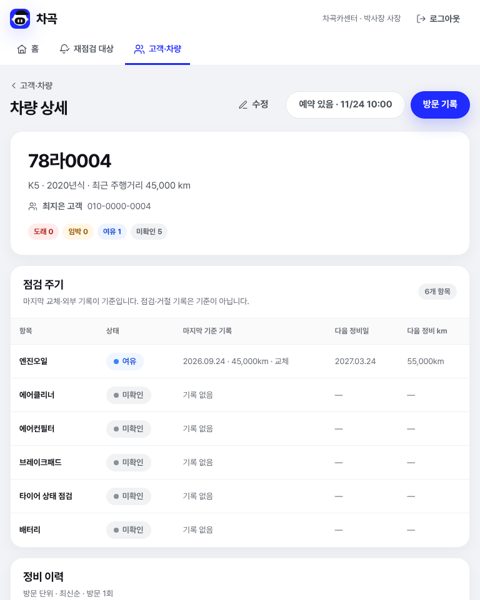 차곡
차곡카센터 · 박사장 사장
로그아웃
홈
재점검 대상
고객·차량
고객·차량
차량 상세
수정
예약 있음 · 11/24 10:00
방문 기록
78라0004
K5 · 2020년식 · 최근 주행거리 45,000 km
최지은 고객 010-0000-0004
도래 0
임박 0
여유 1
미확인 5
점검 주기
마지막 교체·외부 기록이 기준입니다. 점검·거절 기록은 기준이 아닙니다.
6개 항목
항목 상태 마지막 기준 기록 다음 정비일 다음 정비 km
엔진오일 여유 2026.09.24 · 45,000km · 교체 2027.03.24 55,000km
에어클리너 미확인 기록 없음 — —
에어컨필터 미확인 기록 없음 — —
브레이크패드 미확인 기록 없음 — —
타이어 상태 점검 미확인 기록 없음 — —
배터리 미확인 기록 없음 — —
정비 이력
방문 단위 · 최신순 · 방문 1회